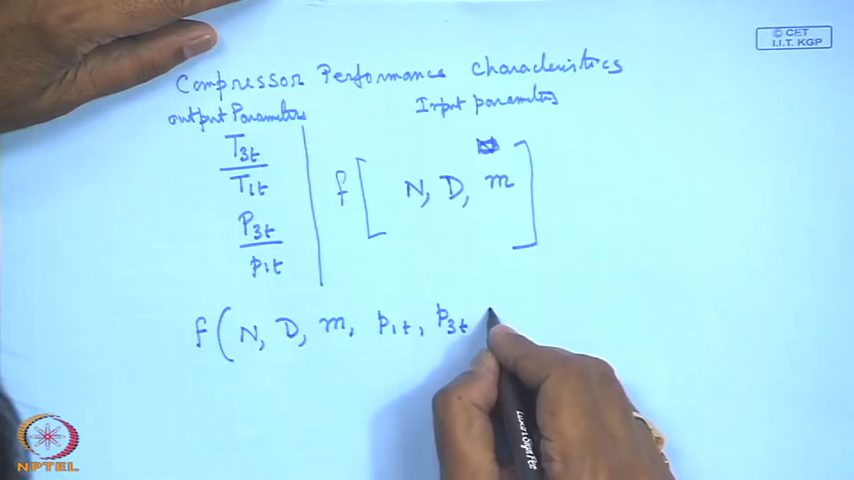 © CET
I.I.T. KGP
Compressor Performance Characteristics
output Parameters Input parameters
T3t
T1t
f [ N, D, m ]
P3t
p1t
f ( N, D, m, p1t, p3t
NPTEL